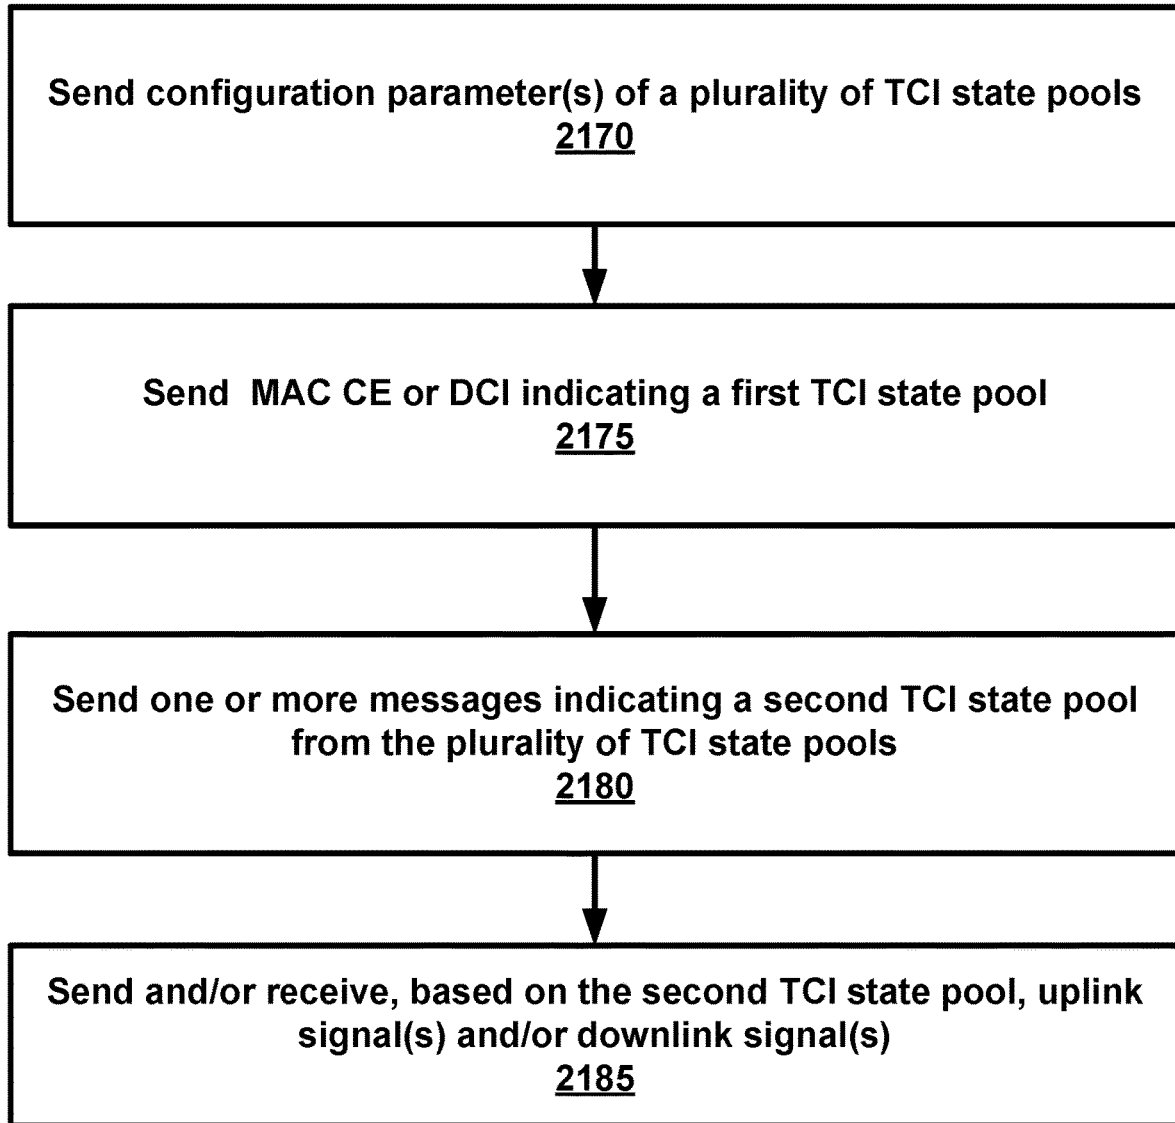 Send configuration parameter(s) of a plurality of TCI state pools
2170
Send MAC CE or DCI indicating a first TCI state pool
2175
Send one or more messages indicating a second TCI state pool
from the plurality of TCI state pools
2180
Send and/or receive, based on the second TCI state pool, uplink
signal(s) and/or downlink signal(s)
2185